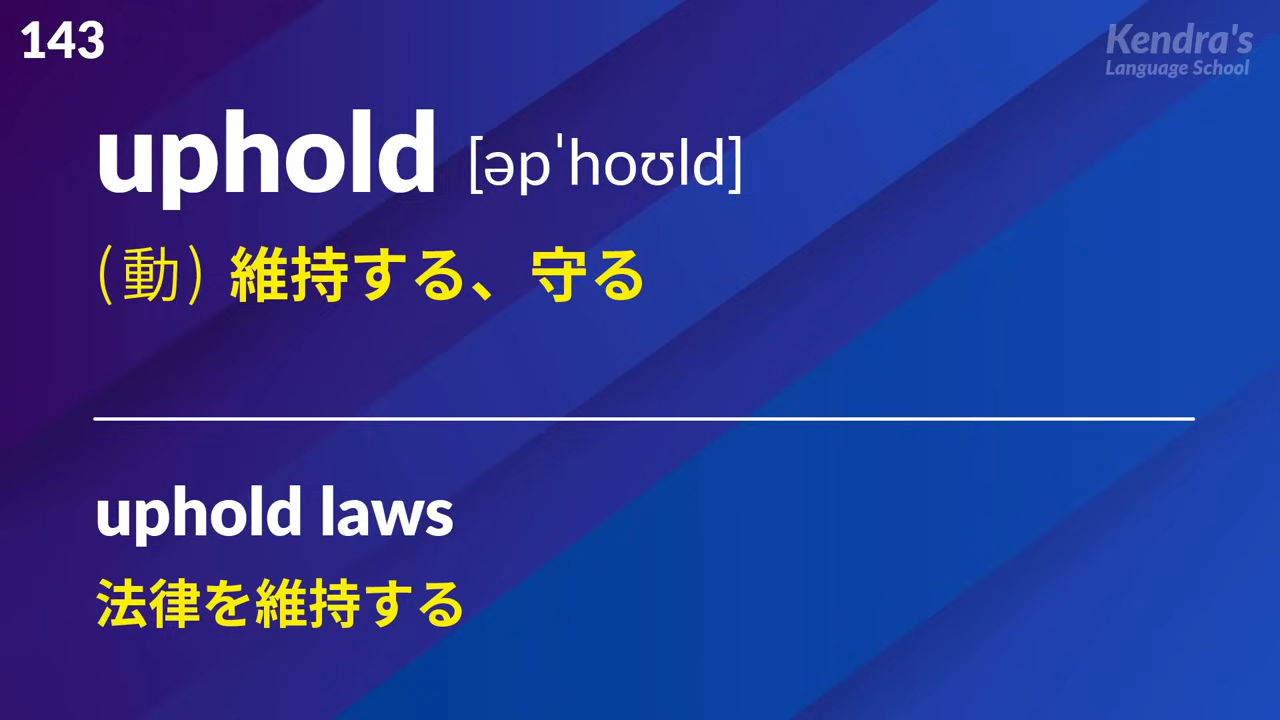 143
Kendra's
Language School
uphold [əpˈhoʊld]
(動) 維持する、守る
uphold laws
法律を維持する